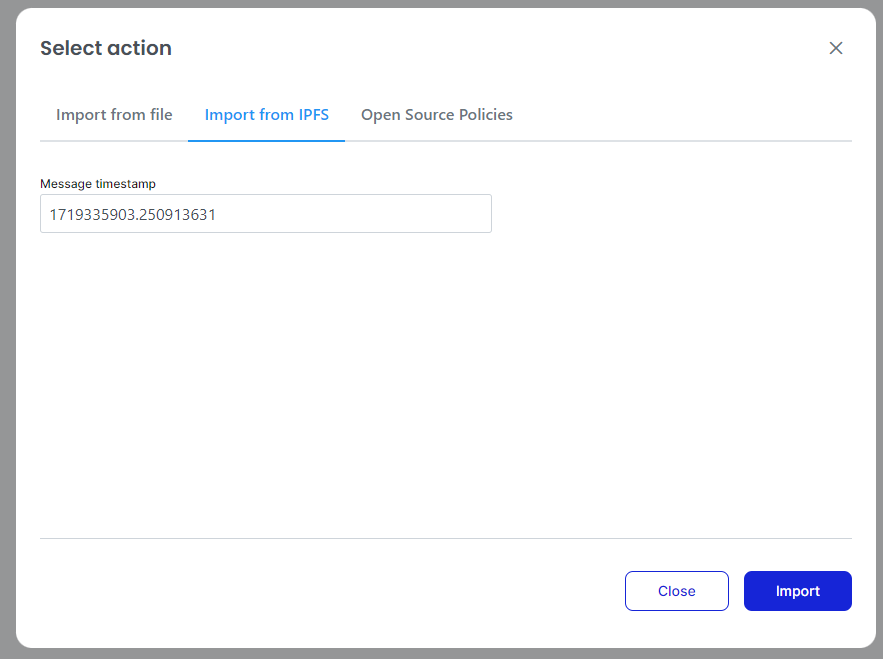 Select action
Import from file Import from IPFS Open Source Policies
Message timestamp
1719335903.250913631
Close Import